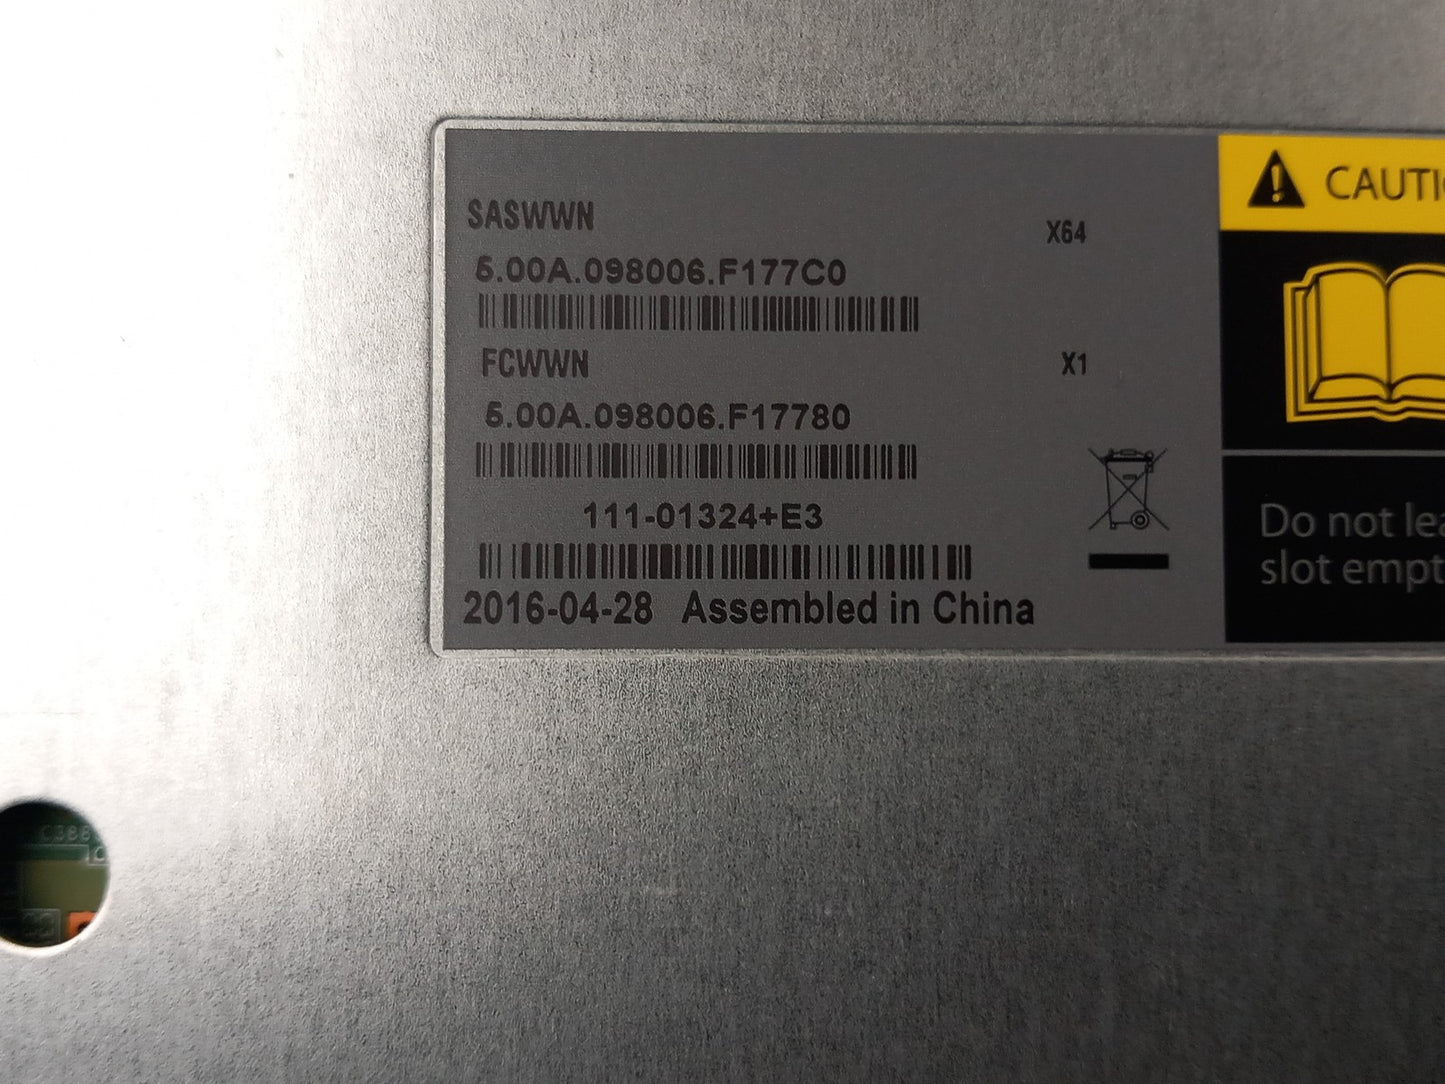 SASWWN
X64
5.00A.098006.F177C0
FCWWN
X1
5.00A.098006.F17780
111-01324+E3
2016-04-28 Assembled in China
CAUTI
Do not lea
slot empt
C388